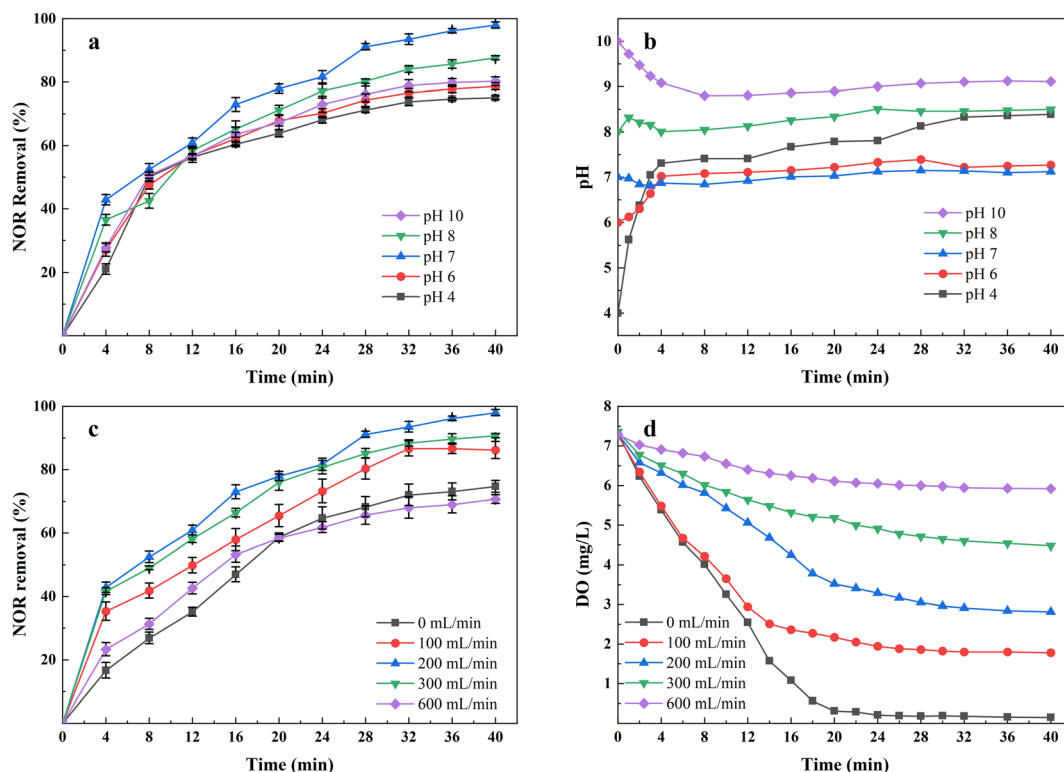 a
NOR Removal (%)
100
80
60
40
20
0 4 8 12 16 20 24 28 32 36 40
Time (min)
pH 10
pH 8
pH 7
pH 6
pH 4
b
pH
10
9
8
7
6
5
4
0 4 8 12 16 20 24 28 32 36 40
Time (min)
pH 10
pH 8
pH 7
pH 6
pH 4
c
NOR removal (%)
100
80
60
40
20
0 4 8 12 16 20 24 28 32 36 40
Time (min)
0 mL/min
100 mL/min
200 mL/min
300 mL/min
600 mL/min
d
DO (mg/L)
8
7
6
5
4
3
2
1
0 4 8 12 16 20 24 28 32 36 40
Time (min)
0 mL/min
100 mL/min
200 mL/min
300 mL/min
600 mL/min